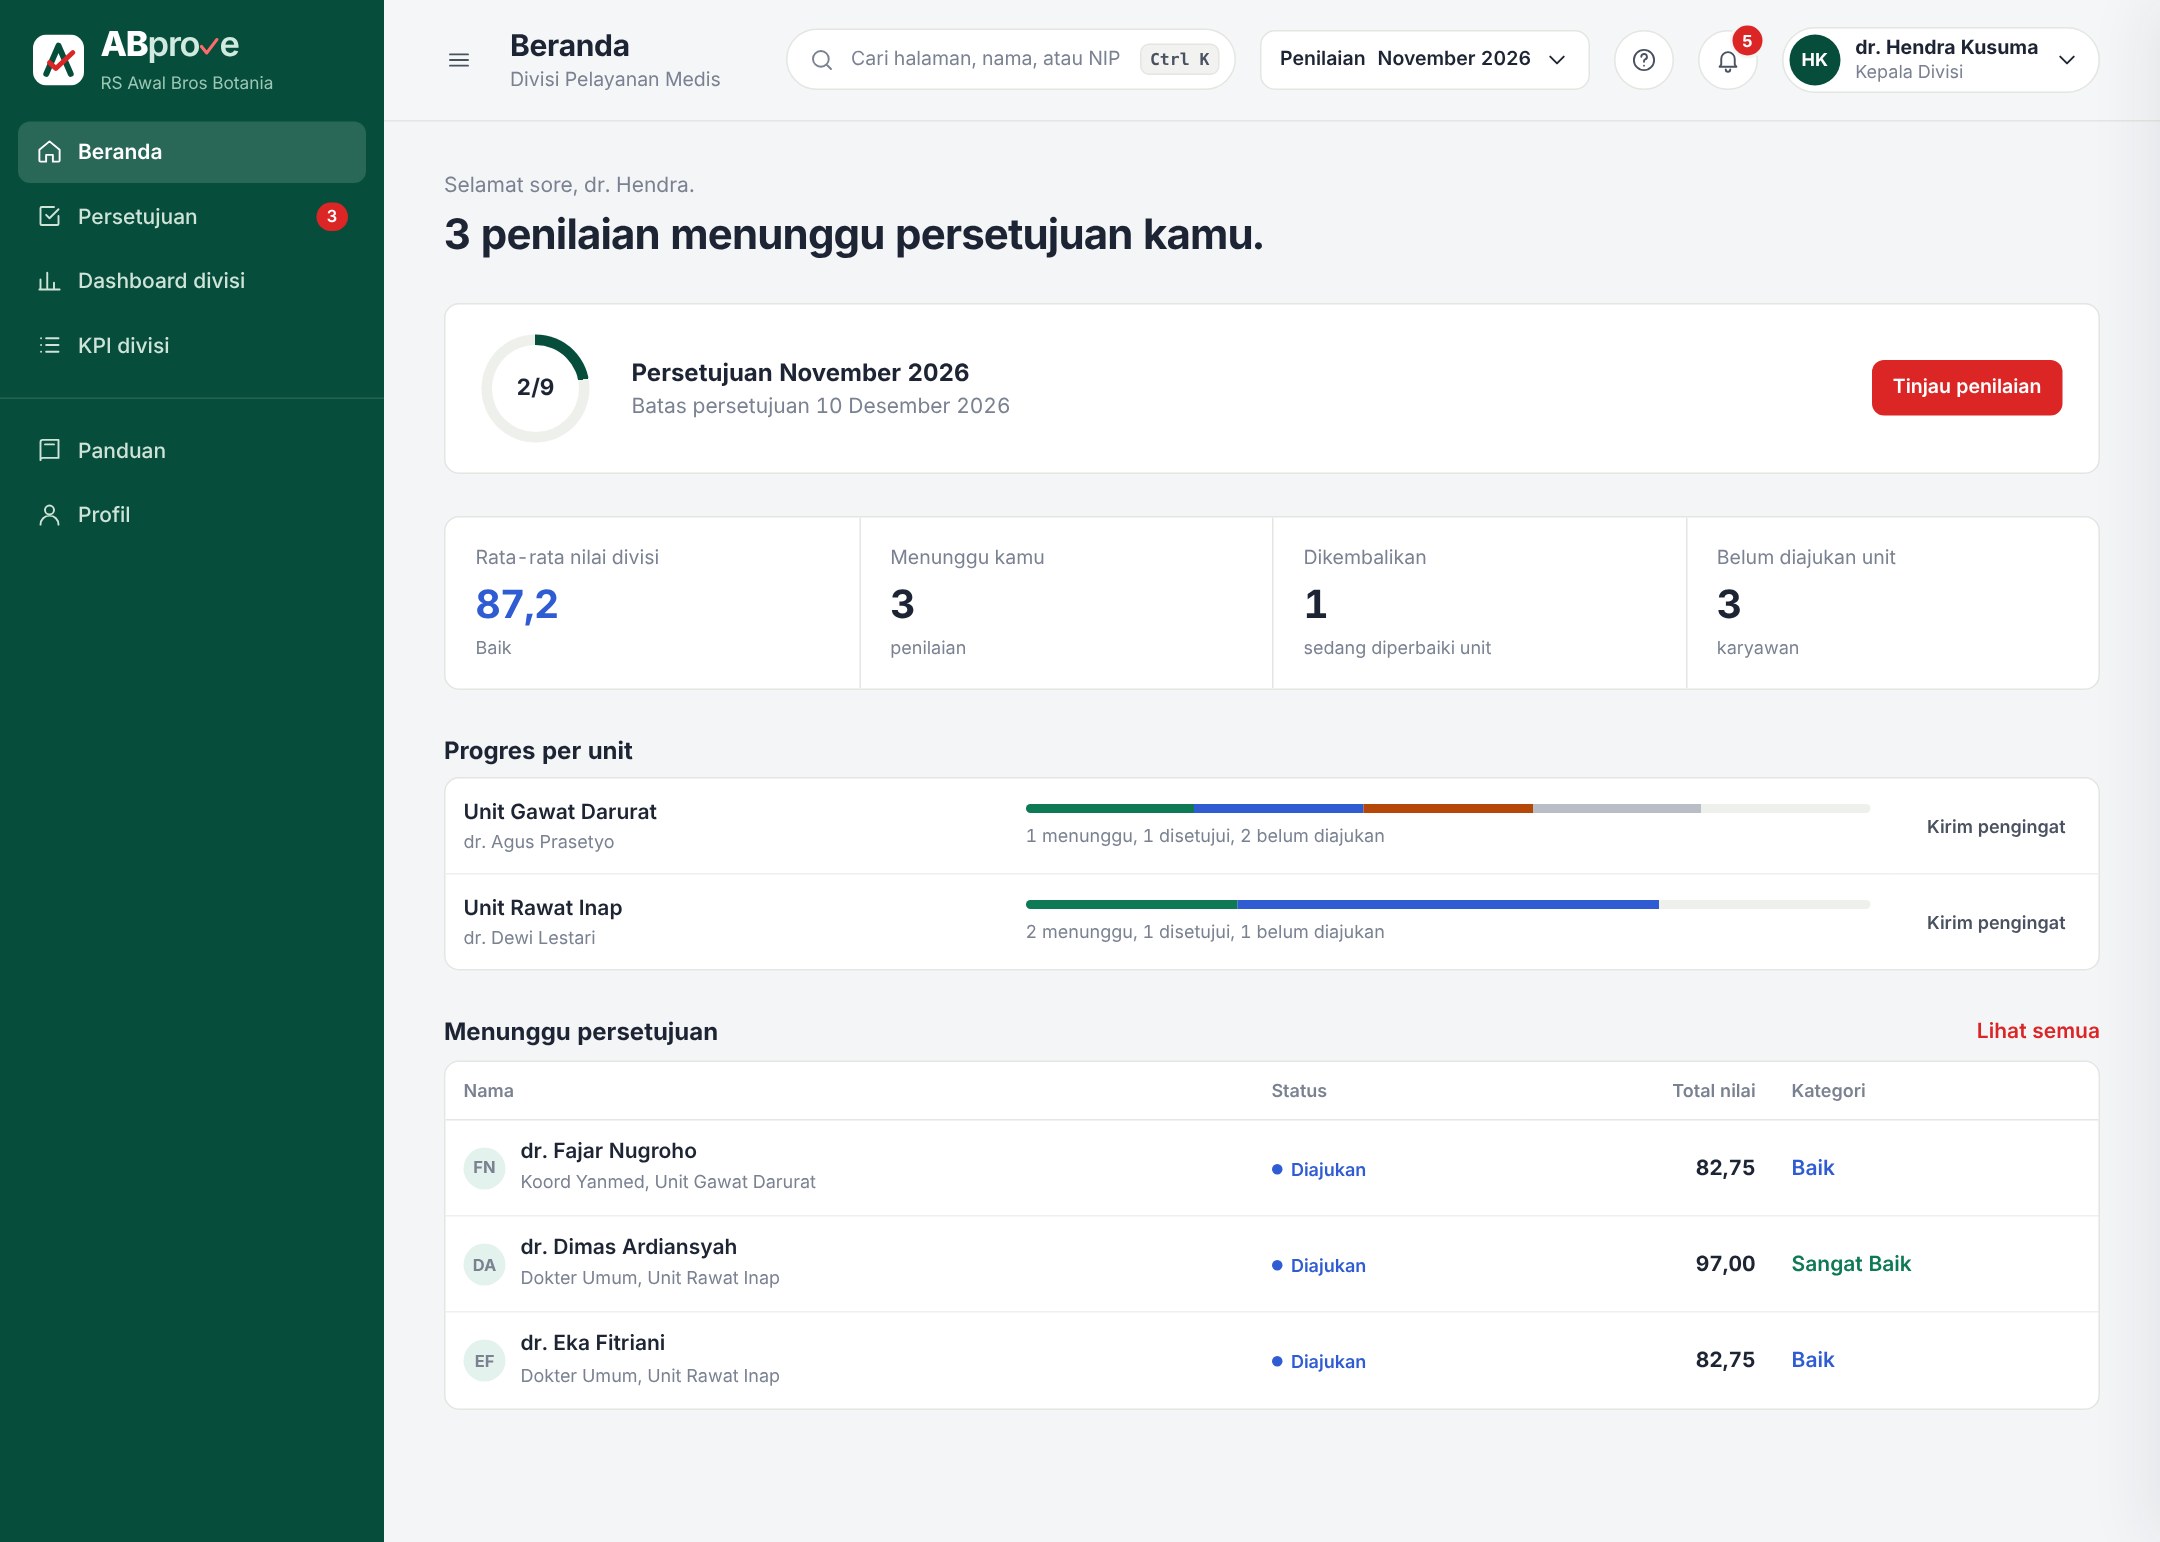 ABprove
RS Awal Bros Botania
Beranda
Persetujuan
3
Dashboard divisi
KPI divisi
Panduan
Profil
Beranda
Divisi Pelayanan Medis
Cari halaman, nama, atau NIP
Ctrl K
Penilaian November 2026
5
HK
dr. Hendra Kusuma
Kepala Divisi
Selamat sore, dr. Hendra.
3 penilaian menunggu persetujuan kamu.
2/9
Persetujuan November 2026
Batas persetujuan 10 Desember 2026
Tinjau penilaian
Rata-rata nilai divisi
87,2
Baik
Menunggu kamu
3
penilaian
Dikembalikan
1
sedang diperbaiki unit
Belum diajukan unit
3
karyawan
Progres per unit
Unit Gawat Darurat
dr. Agus Prasetyo
1 menunggu, 1 disetujui, 2 belum diajukan
Kirim pengingat
Unit Rawat Inap
dr. Dewi Lestari
2 menunggu, 1 disetujui, 1 belum diajukan
Kirim pengingat
Menunggu persetujuan
Lihat semua
Nama Status Total nilai Kategori
FN
dr. Fajar Nugroho
Koord Yanmed, Unit Gawat Darurat
Diajukan
82,75
Baik
DA
dr. Dimas Ardiansyah
Dokter Umum, Unit Rawat Inap
Diajukan
97,00
Sangat Baik
EF
dr. Eka Fitriani
Dokter Umum, Unit Rawat Inap
Diajukan
82,75
Baik